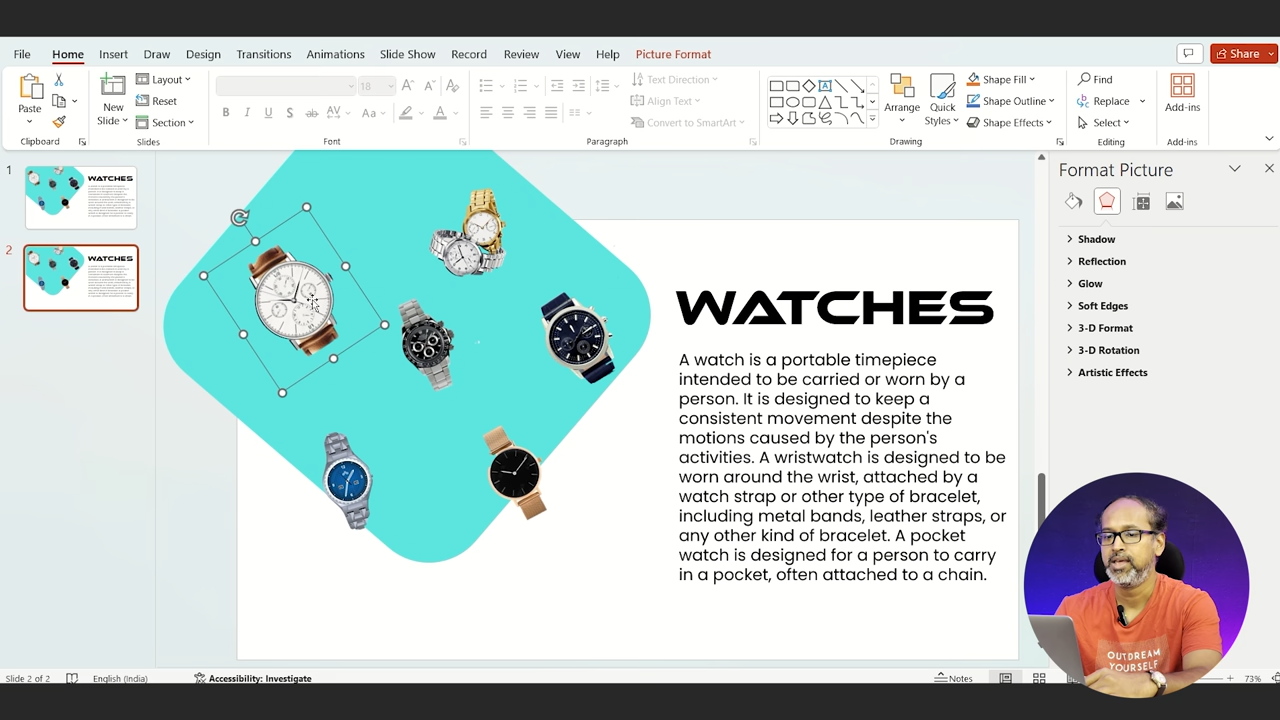 File Home Insert Draw Design Transitions Animations Slide Show Record Review View Help Picture Format Share
Paste
Clipboard
New Slide
Layout
Reset
Section
Slides
18
B I U S ab AV Aa A
Font
Text Direction
Align Text
Convert to SmartArt
Paragraph
Arrange
Quick Styles
Shape Fill
Shape Outline
Shape Effects
Drawing
Find
Replace
Select
Editing
Add-ins
Add-ins
1
WATCHES
2
WATCHES
WATCHES
A watch is a portable timepiece
intended to be carried or worn by a
person. It is designed to keep a
consistent movement despite the
motions caused by the person's
activities. A wristwatch is designed to be
worn around the wrist, attached by a
watch strap or other type of bracelet,
including metal bands, leather straps, or
any other kind of bracelet. A pocket
watch is designed for a person to carry
in a pocket, often attached to a chain.
Format Picture
Shadow
Reflection
Glow
Soft Edges
3-D Format
3-D Rotation
Artistic Effects
OUTDREAM
YOURSELF
Slide 2 of 2 English (India) Accessibility: Investigate Notes 73%